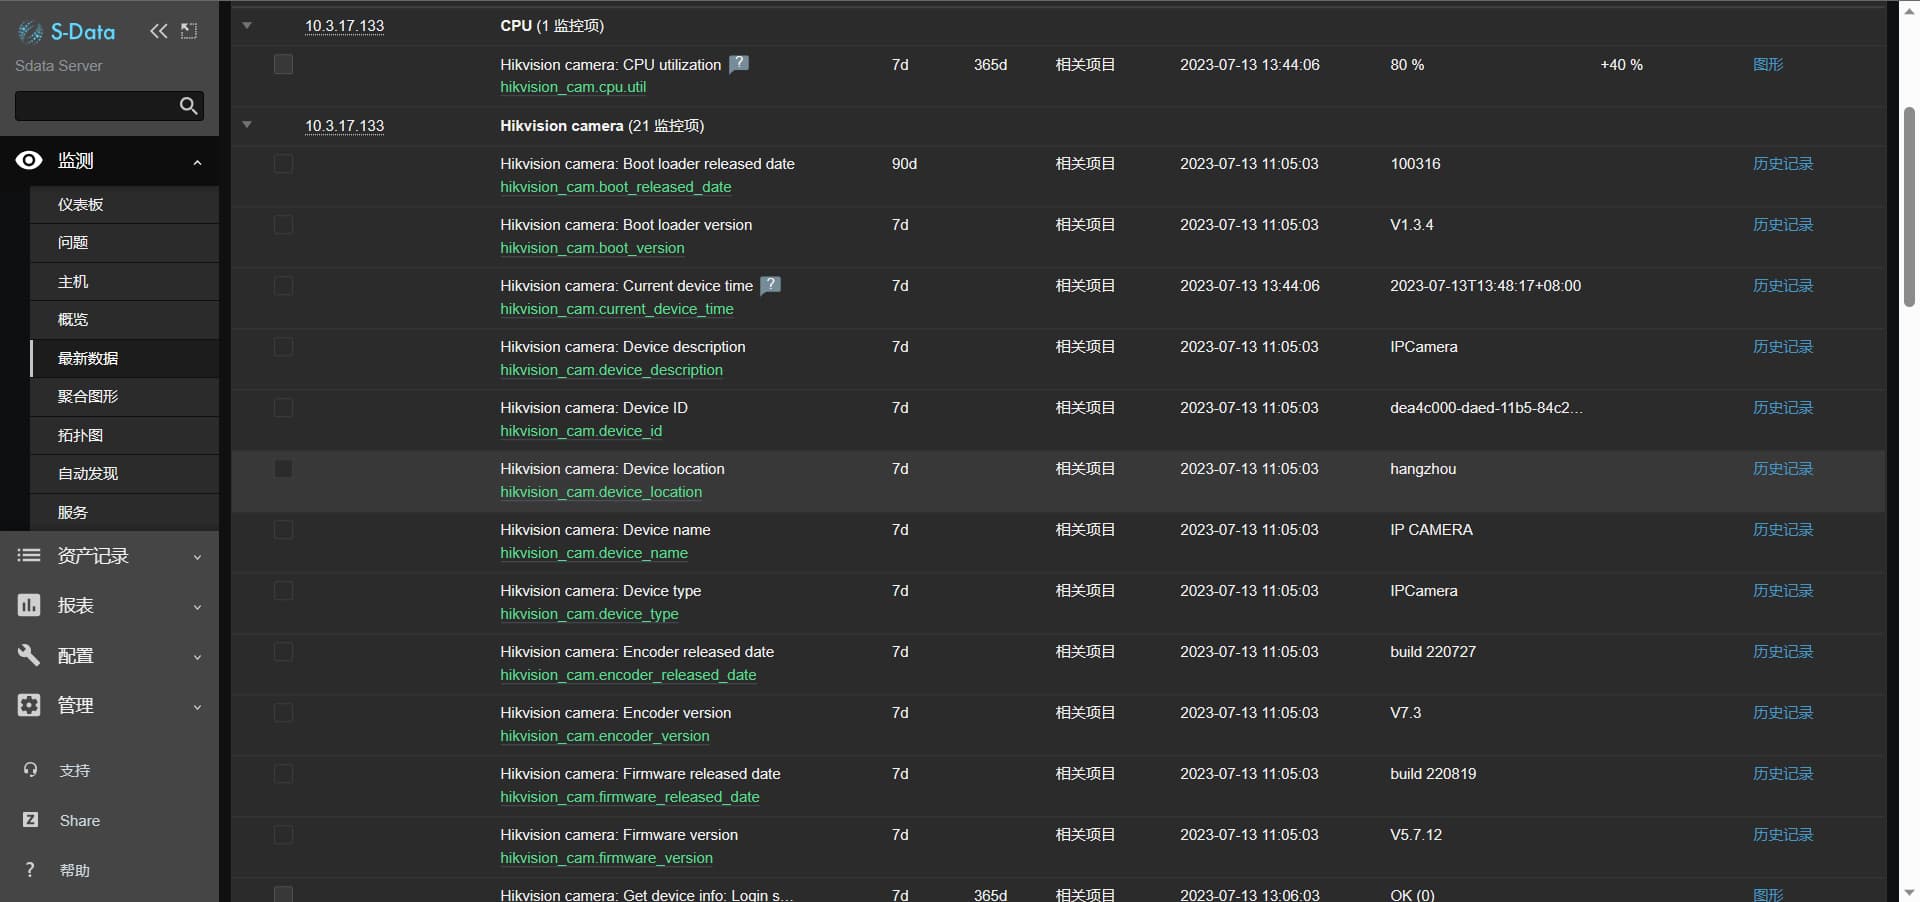 S-Data
Sdata Server
监测
仪表板
问题
主机
概览
最新数据
聚合图形
拓扑图
自动发现
服务
资产记录
报表
配置
管理
支持
Z Share
? 帮助
10.3.17.133 CPU (1 监控项)
Hikvision camera: CPU utilization ? 7d 365d 相关项目 2023-07-13 13:44:06 80 % +40 % 图形
hikvision_cam.cpu.util
10.3.17.133 Hikvision camera (21 监控项)
Hikvision camera: Boot loader released date 90d 相关项目 2023-07-13 11:05:03 100316 历史记录
hikvision_cam.boot_released_date
Hikvision camera: Boot loader version 7d 相关项目 2023-07-13 11:05:03 V1.3.4 历史记录
hikvision_cam.boot_version
Hikvision camera: Current device time ? 7d 相关项目 2023-07-13 13:44:06 2023-07-13T13:48:17+08:00 历史记录
hikvision_cam.current_device_time
Hikvision camera: Device description 7d 相关项目 2023-07-13 11:05:03 IPCamera 历史记录
hikvision_cam.device_description
Hikvision camera: Device ID 7d 相关项目 2023-07-13 11:05:03 dea4c000-daed-11b5-84c2... 历史记录
hikvision_cam.device_id
Hikvision camera: Device location 7d 相关项目 2023-07-13 11:05:03 hangzhou 历史记录
hikvision_cam.device_location
Hikvision camera: Device name 7d 相关项目 2023-07-13 11:05:03 IP CAMERA 历史记录
hikvision_cam.device_name
Hikvision camera: Device type 7d 相关项目 2023-07-13 11:05:03 IPCamera 历史记录
hikvision_cam.device_type
Hikvision camera: Encoder released date 7d 相关项目 2023-07-13 11:05:03 build 220727 历史记录
hikvision_cam.encoder_released_date
Hikvision camera: Encoder version 7d 相关项目 2023-07-13 11:05:03 V7.3 历史记录
hikvision_cam.encoder_version
Hikvision camera: Firmware released date 7d 相关项目 2023-07-13 11:05:03 build 220819 历史记录
hikvision_cam.firmware_released_date
Hikvision camera: Firmware version 7d 相关项目 2023-07-13 11:05:03 V5.7.12 历史记录
hikvision_cam.firmware_version
Hikvision camera: Get device info: Login s... 7d 365d 相关项目 2023-07-13 13:06:03 OK (0) 图形